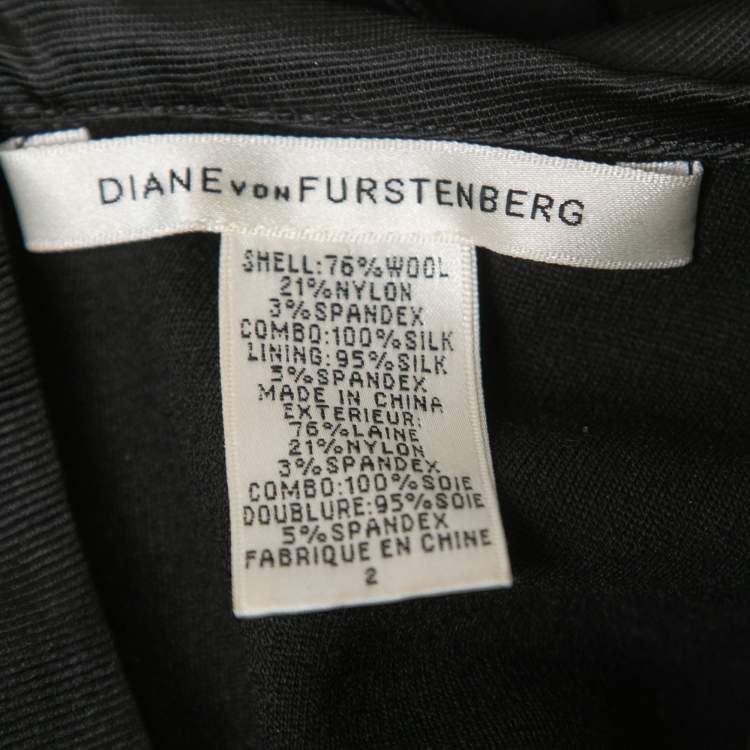 DIANE VON FURSTENBERG
SHELL:76%WOOL
21%NYLON
3%SPANDEX
COMBO:100%SILK
LINING:95%SILK
5%SPANDEX
MADE IN CHINA
EXTERIEUR:
76%LAINE
21%NYLON
3%SPANDEX
COMBO:100%SOIE
DOUBLURE:95%SOIE
5%SPANDEX
FABRIQUE EN CHINE
2